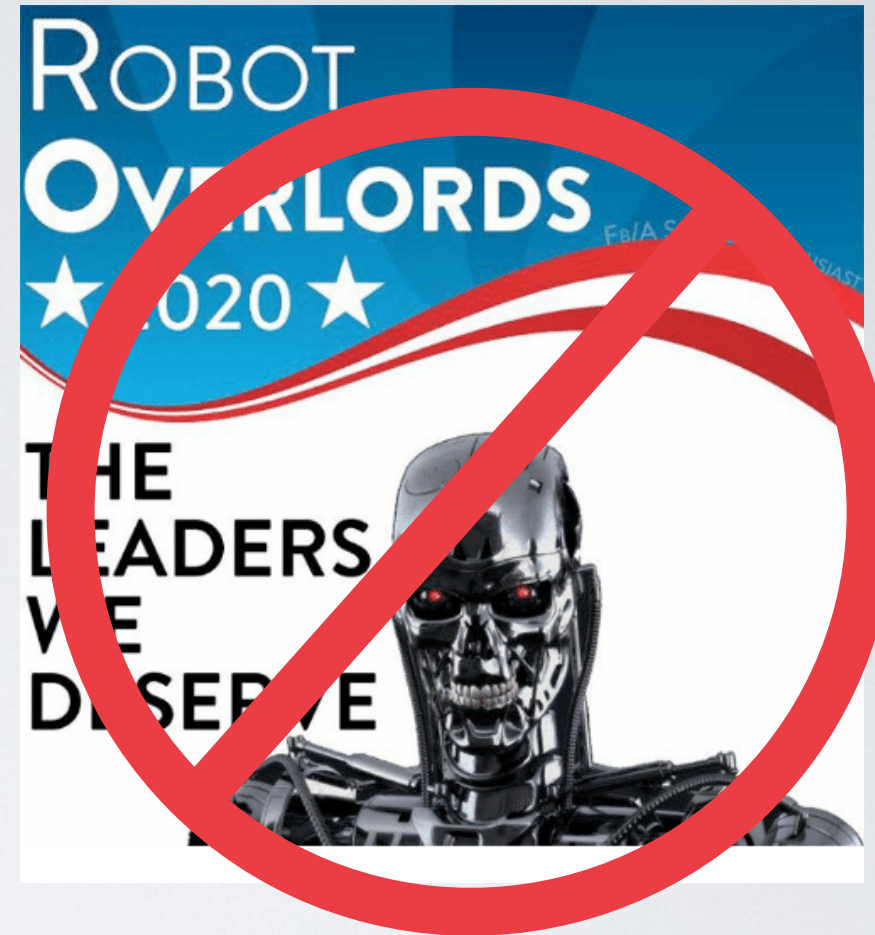 ROBOT
OVERLORDS
★ 2020 ★
THE
LEADERS
WE
DESERVE